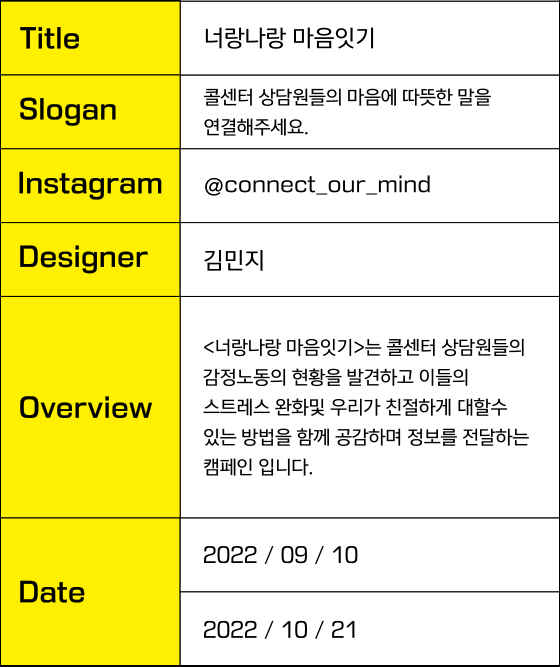 Title
너랑나랑 마음잇기
Slogan
콜센터 상담원들의 마음에 따뜻한 말을
연결해주세요.
Instagram
@connect_our_mind
Designer
김민지
Overview
<너랑나랑 마음잇기>는 콜센터 상담원들의
감정노동의 현황을 발견하고 이들의
스트레스 완화및 우리가 친절하게 대할수
있는 방법을 함께 공감하며 정보를 전달하는
캠페인 입니다.
Date
2022 / 09 / 10
2022 / 10 / 21